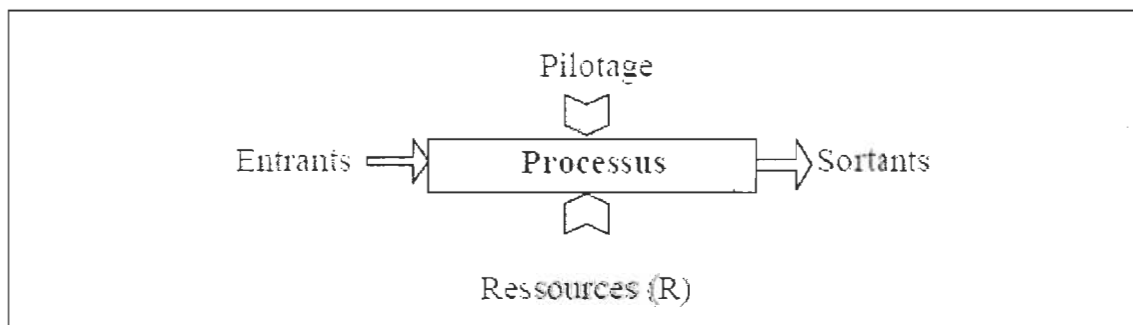 Pilotage
Entrants
Processus
Sortants
Ressources (R)